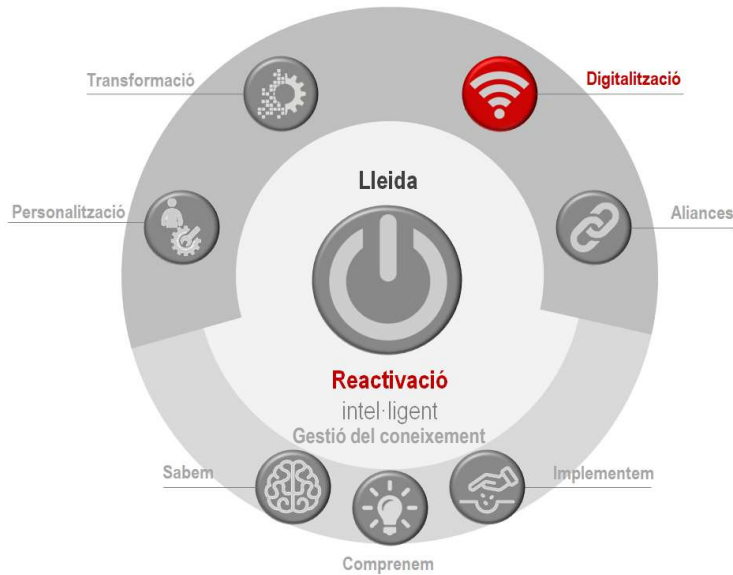 Transformació
Digitalització
Personalització
Lleida
Aliances
Reactivació
intel·ligent
Gestió del coneixement
Sabem
Implementem
Comprenem